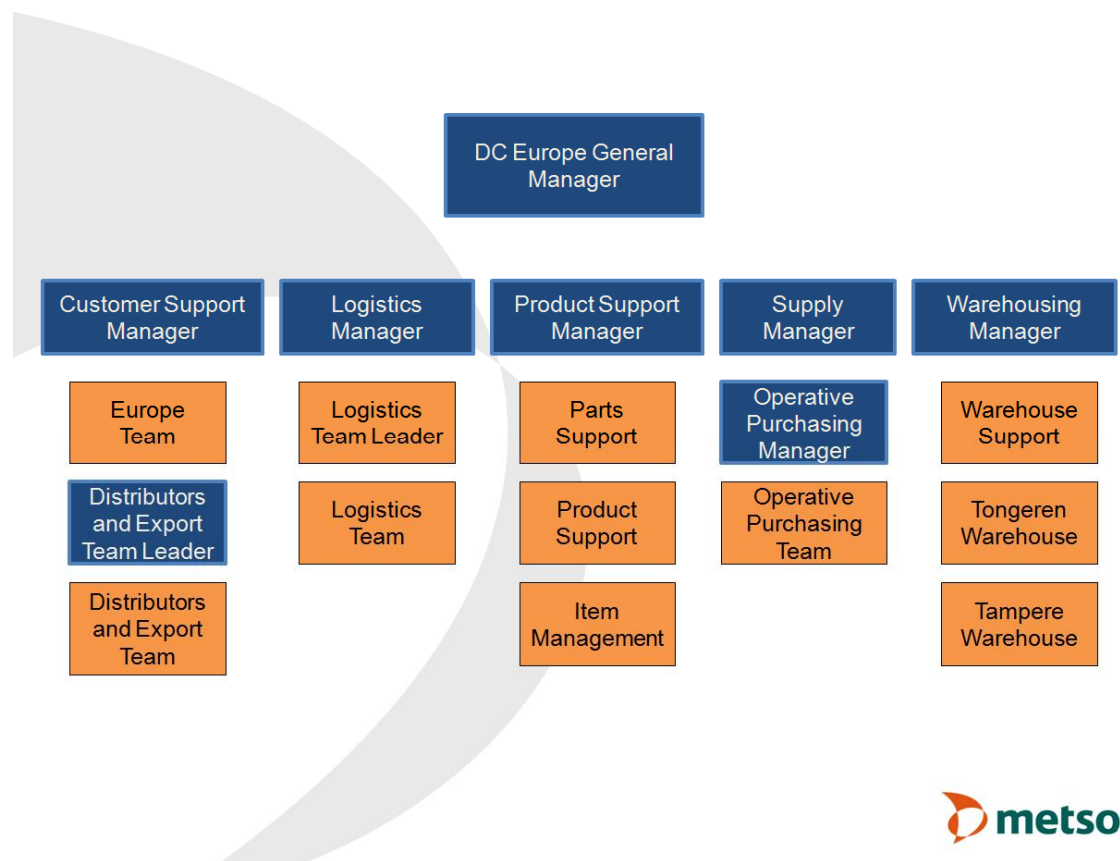 DC Europe General
Manager
Customer Support
Manager
Logistics
Manager
Product Support
Manager
Supply
Manager
Warehousing
Manager
Europe
Team
Logistics
Team Leader
Parts
Support
Operative
Purchasing
Manager
Warehouse
Support
Distributors
and Export
Team Leader
Logistics
Team
Product
Support
Operative
Purchasing
Team
Tongeren
Warehouse
Distributors
and Export
Team
Item
Management
Tampere
Warehouse
metso